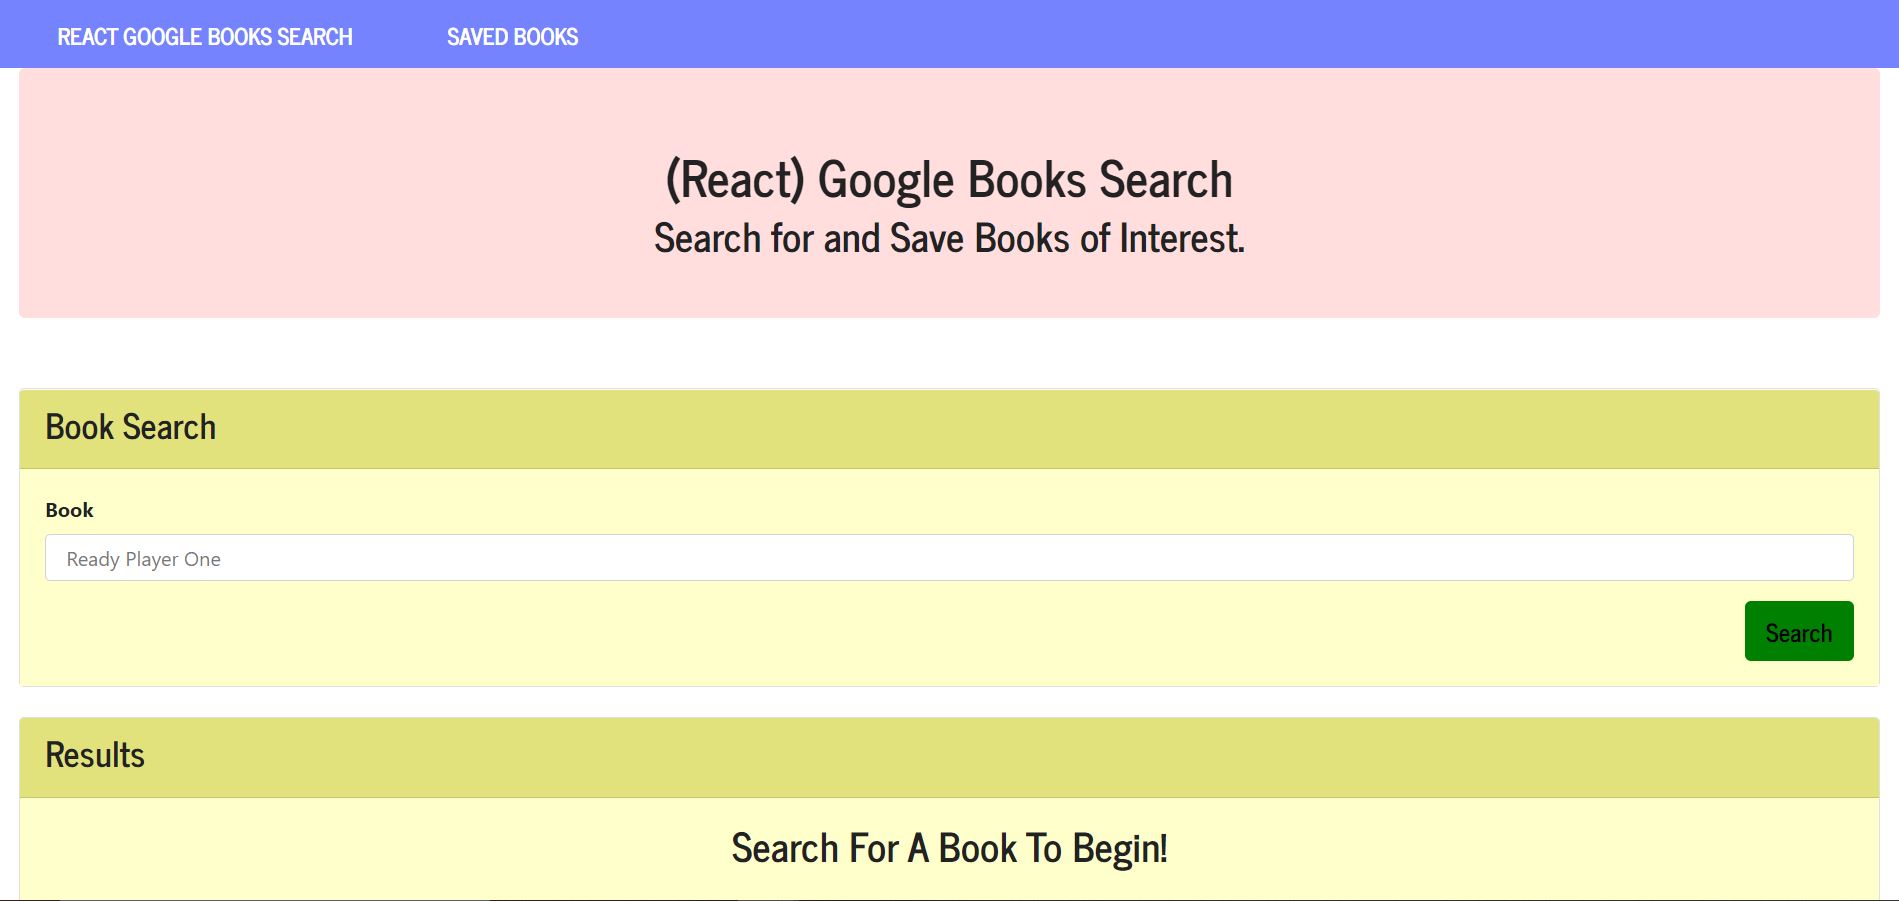 REACT GOOGLE BOOKS SEARCH SAVED BOOKS
(React) Google Books Search
Search for and Save Books of Interest.
Book Search
Book
Ready Player One
Search
Results
Search For A Book To Begin!